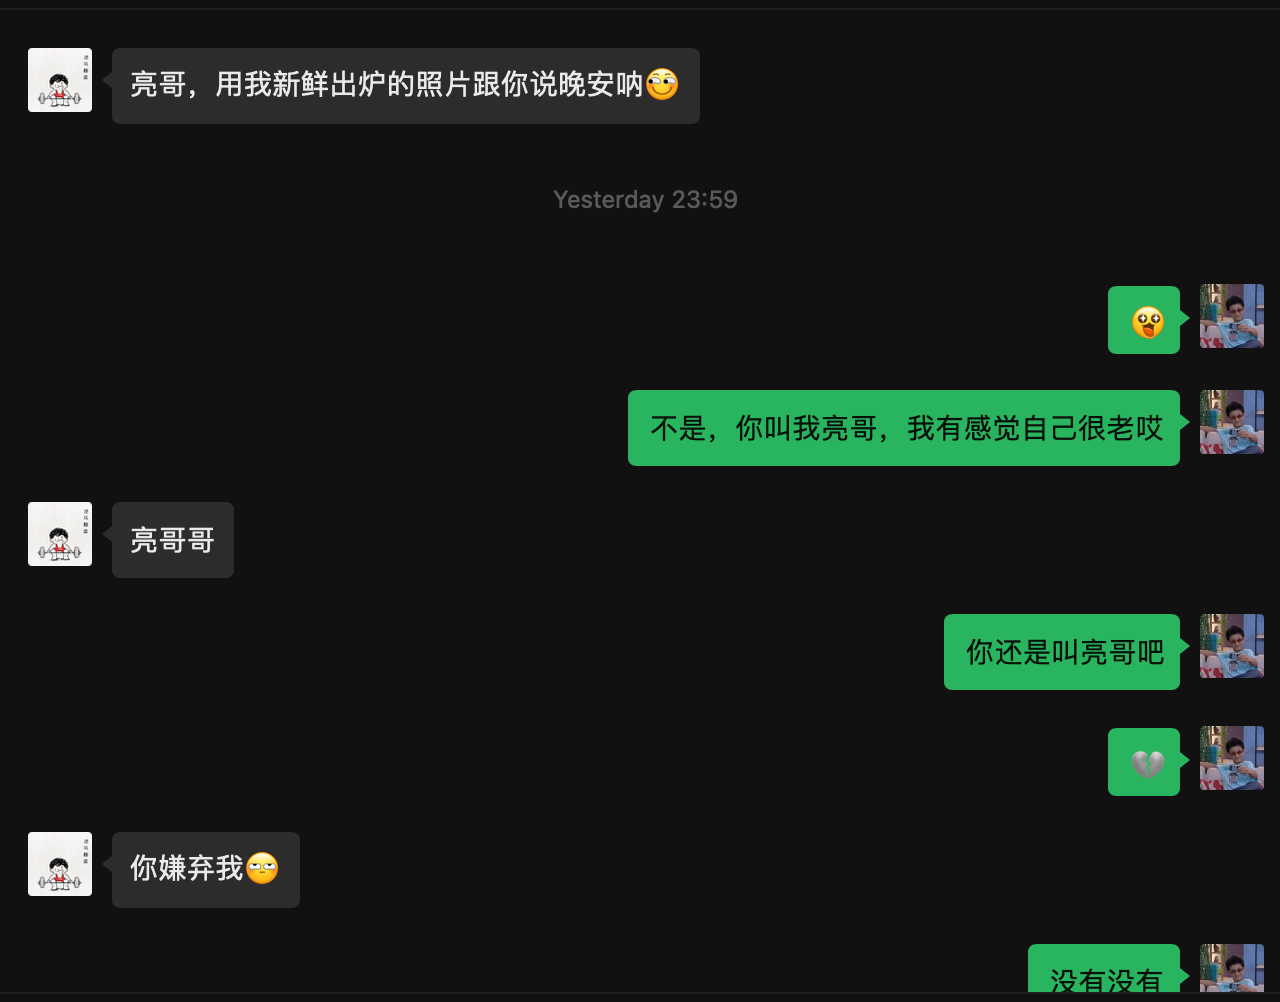 亮哥，用我新鲜出炉的照片跟你说晚安呐
Yesterday 23:59
不是，你叫我亮哥，我有感觉自己很老哎
亮哥哥
你还是叫亮哥吧
你嫌弃我
没有没有